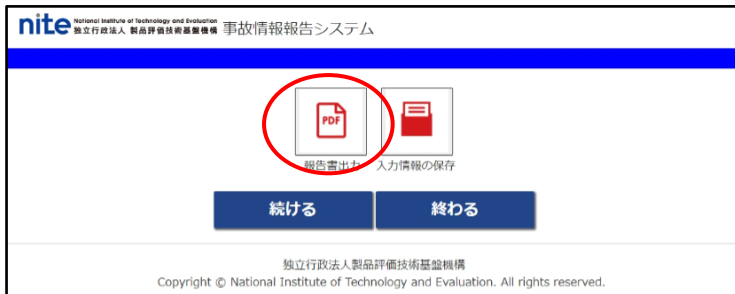 nite National Institute of Technology and Evaluation
独立行政法人 製品評価技術基盤機構 事故情報報告システム
PDF
報告書出力 入力情報の保存
続ける 終わる
独立行政法人製品評価技術基盤機構
Copyright © National Institute of Technology and Evaluation. All rights reserved.